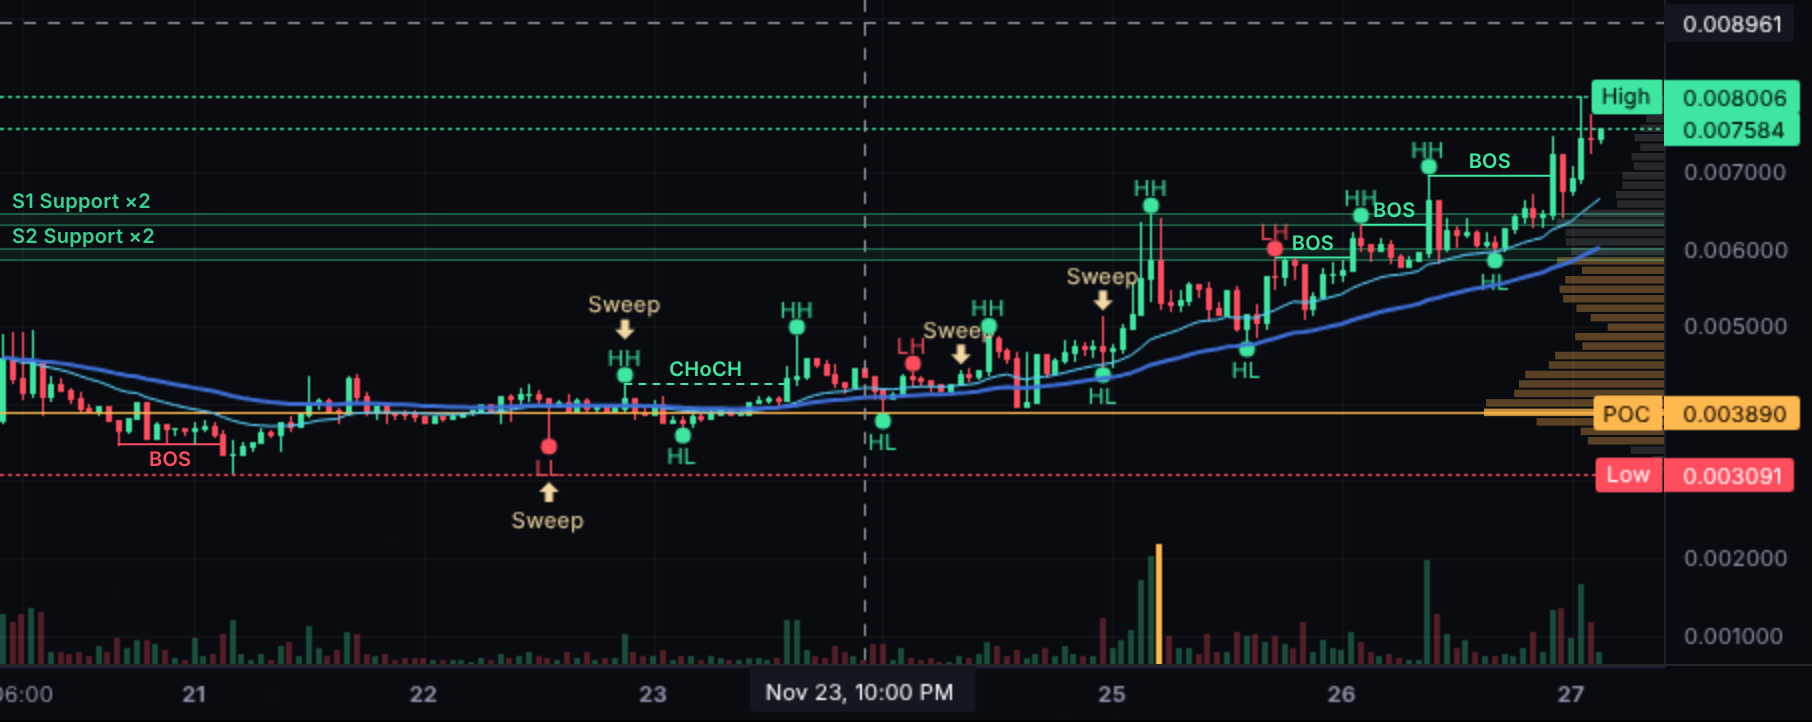 0.008961
High 0.008006
0.007584
HH
BOS
0.007000
HH
HH
BOS
S1 Support ×2
LH
BOS
S2 Support ×2
0.006000
Sweep
HL
Sweep
HH
HH
Sweep
0.005000
LH
HH
CHoCH
HL
HL
POC 0.003890
BOS
HL
HL
LL
Low 0.003091
Sweep
0.002000
0.001000
06:00 21 22 23 Nov 23, 10:00 PM 25 26 27